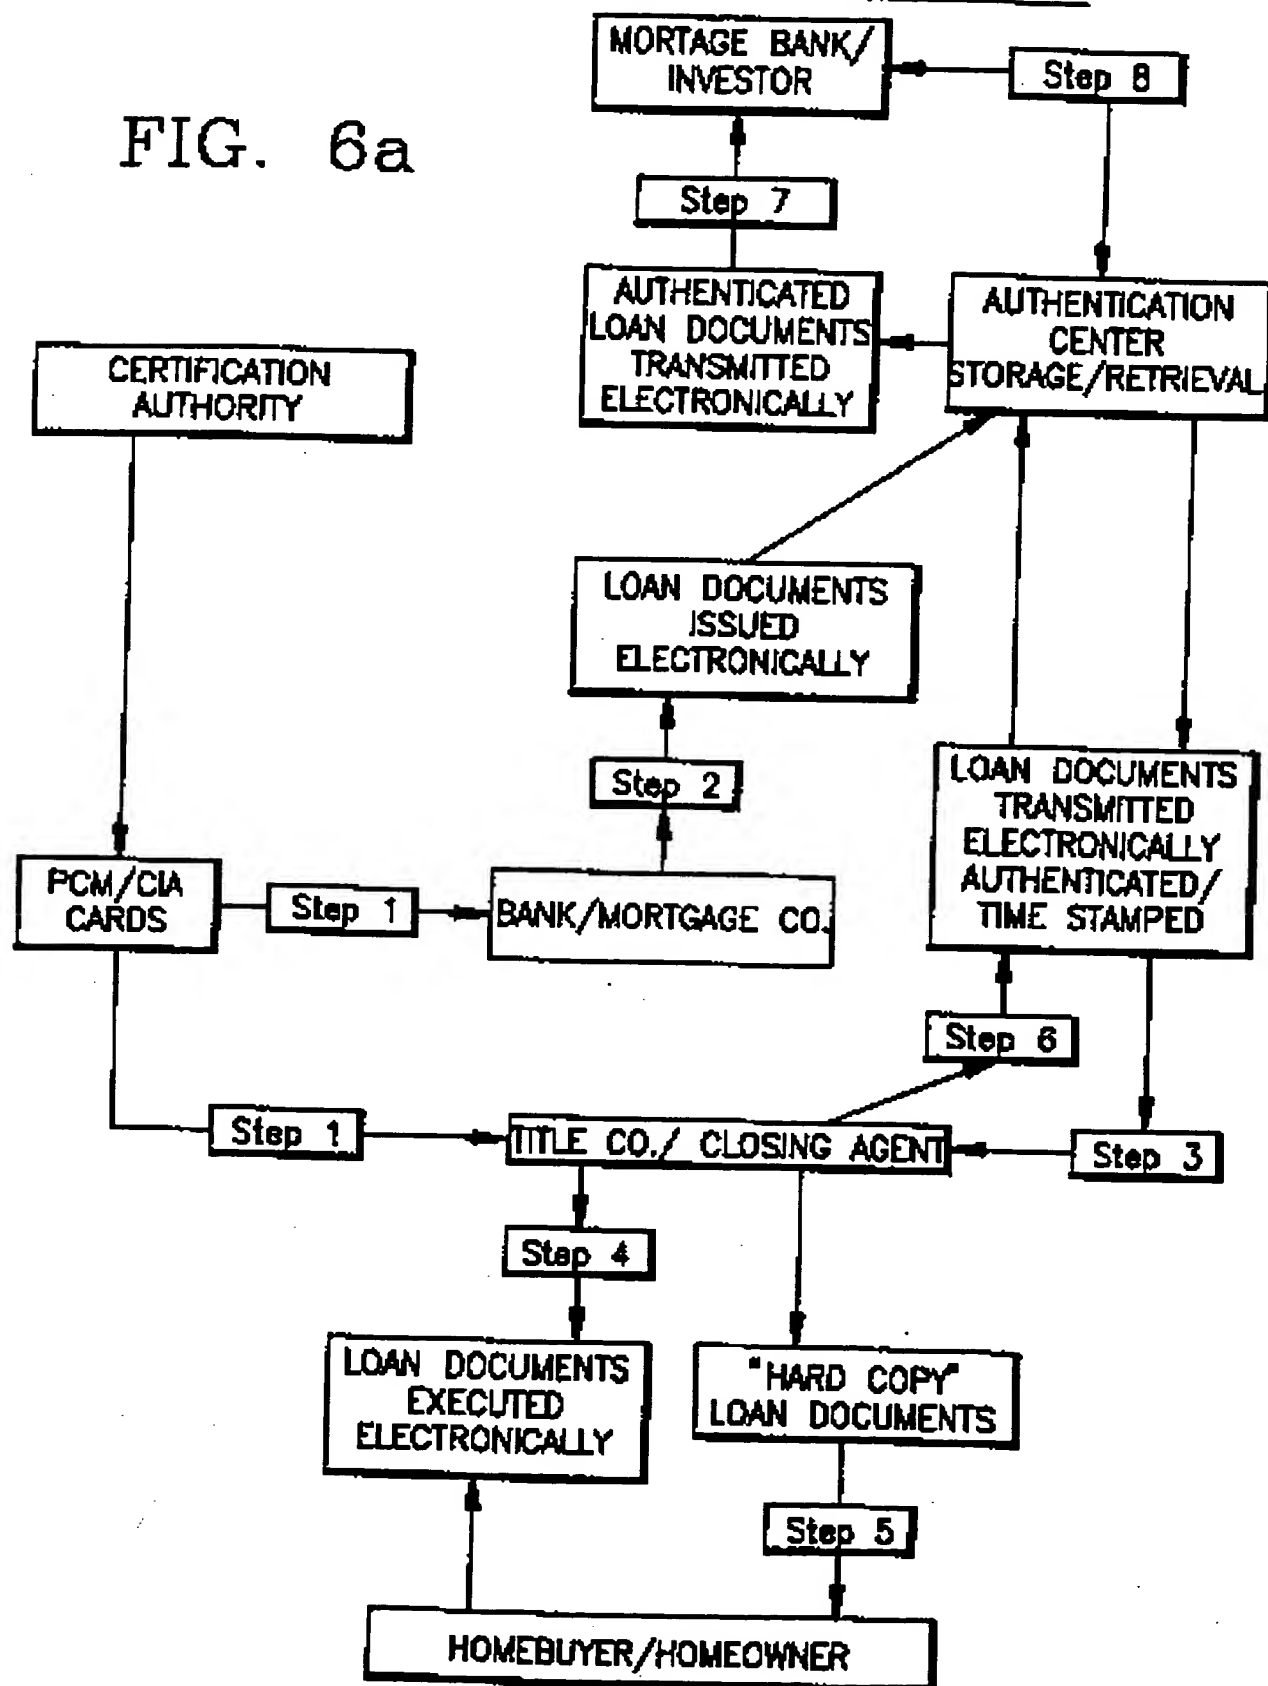 MORTAGE BANK/
INVESTOR
Step 8
FIG. 6a
Step 7
AUTHENTICATED
LOAN DOCUMENTS
TRANSMITTED
ELECTRONICALLY
AUTHENTICATION
CENTER
STORAGE/RETRIEVAL
CERTIFICATION
AUTHORITY
LOAN DOCUMENTS
ISSUED
ELECTRONICALLY
Step 2
LOAN DOCUMENTS
TRANSMITTED
ELECTRONICALLY
AUTHENTICATED/
TIME STAMPED
PCM/CIA
CARDS
Step 1
BANK/MORTGAGE CO.
Step 6
Step 1
TITLE CO./ CLOSING AGENT
Step 3
Step 4
LOAN DOCUMENTS
EXECUTED
ELECTRONICALLY
"HARD COPY"
LOAN DOCUMENTS
Step 5
HOMEBUYER/HOMEOWNER